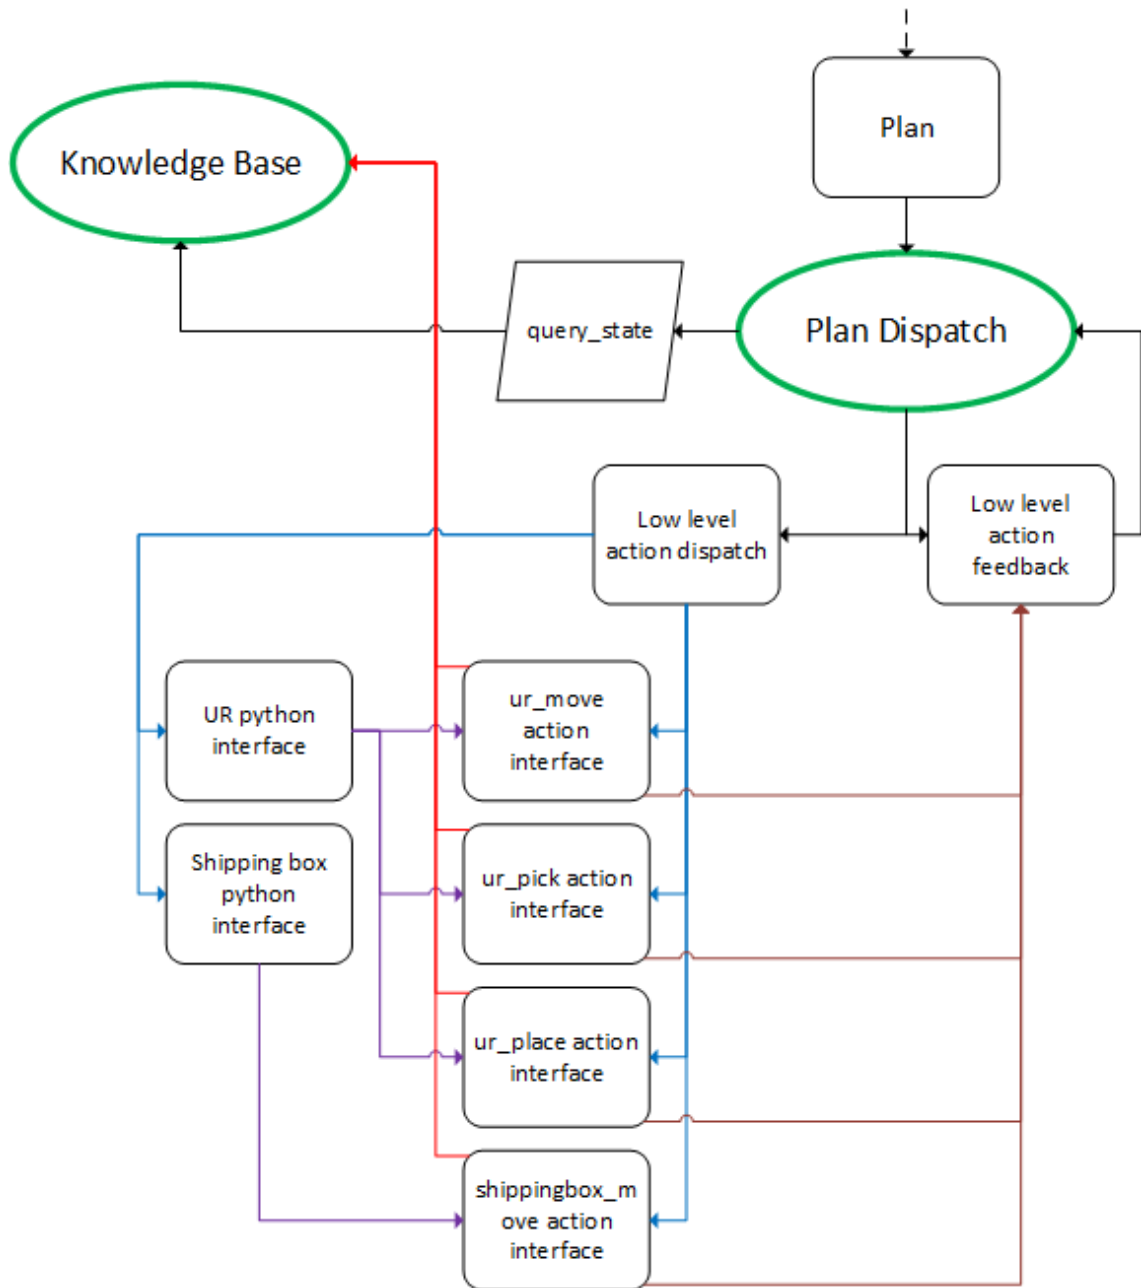 Plan
Knowledge Base
query_state
Plan Dispatch
Low level
action dispatch
Low level
action
feedback
UR python
interface
ur_move
action
interface
Shipping box
python
interface
ur_pick action
interface
ur_place action
interface
shippingbox_m
ove action
interface